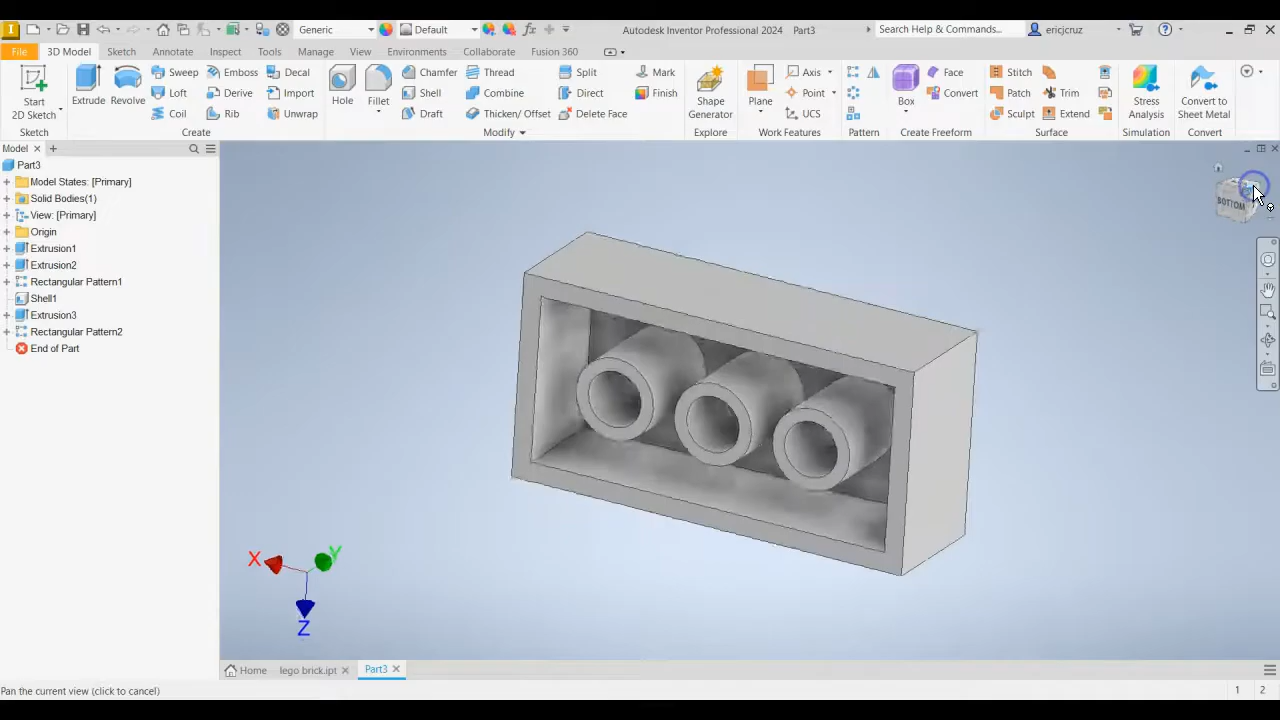 Generic
Default
Autodesk Inventor Professional 2024 - Part3
Search Help & Commands...
ericjcruz
File
3D Model
Sketch
Annotate
Inspect
Tools
Manage
View
Environments
Collaborate
Fusion 360
Start
2D Sketch
Extrude
Revolve
Sweep
Emboss
Decal
Loft
Derive
Import
Coil
Rib
Unwrap
Hole
Fillet
Chamfer
Thread
Split
Shell
Combine
Direct
Draft
Thicken/ Offset
Delete Face
Mark
Finish
Shape
Generator
Plane
Axis
Point
UCS
Box
Face
Convert
Stitch
Patch
Trim
Sculpt
Extend
Stress
Analysis
Convert to
Sheet Metal
Sketch
Create
Modify
Explore
Work Features
Pattern
Create Freeform
Surface
Simulation
Convert
Model
Part3
Model States: [Primary]
Solid Bodies(1)
View: [Primary]
Origin
Extrusion1
Extrusion2
Rectangular Pattern1
Shell1
Extrusion3
Rectangular Pattern2
End of Part
BOTTOM
X
Y
Z
Home
lego brick.ipt
Part3
Pan the current view (click to cancel)
1
2